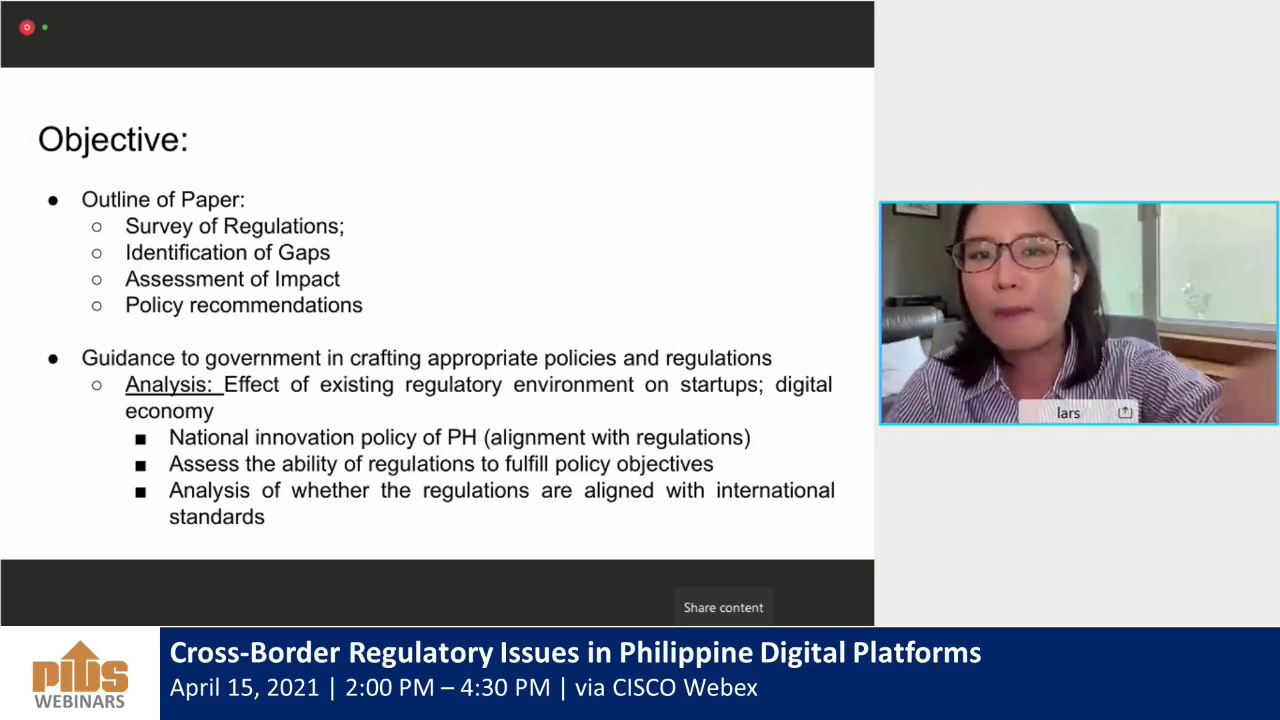 Objective:
● Outline of Paper:
○ Survey of Regulations;
○ Identification of Gaps
○ Assessment of Impact
○ Policy recommendations
● Guidance to government in crafting appropriate policies and regulations
○ Analysis: Effect of existing regulatory environment on startups; digital
economy
■ National innovation policy of PH (alignment with regulations)
■ Assess the ability of regulations to fulfill policy objectives
■ Analysis of whether the regulations are aligned with international
standards
lars
Share content
PIDS
WEBINARS
Cross-Border Regulatory Issues in Philippine Digital Platforms
April 15, 2021 | 2:00 PM – 4:30 PM | via CISCO Webex